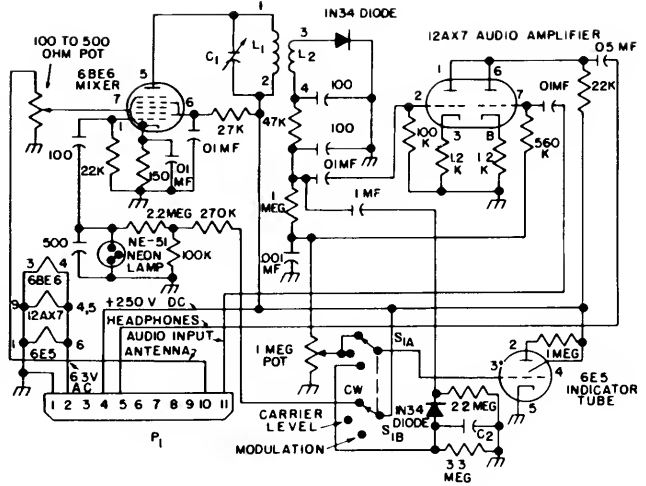 1N34 DIODE
12AX7 AUDIO AMPLIFIER
100 TO 500
OHM POT
6BE6
MIXER
5
7
6
1
C1
L1
1
2
3
L2
4
100
100
47K
.01MF
1
MEG
.001
MF
.1 MF
1
6
2
7
3
8
100
K
1.2
K
1.2
K
560
K
.01MF
.05 MF
22K
27K
.01MF
100
22K
150
.01
MF
2.2MEG
270K
500
NE-51
NEON
LAMP
100K
3
4
6BE6
9
12AX7
4,5
1
6E5
6
6.3V
AC
+250 V DC
HEADPHONES
AUDIO INPUT
ANTENNA
1 2 3 4 5 6 7 8 9 10 11
P1
1 MEG
POT
S1A
CW
S1B
CARRIER
LEVEL
MODULATION
1N34
DIODE
2.2
MEG
C2
3.3
MEG
2
3
1 MEG
4
5
6E5
INDICATOR
TUBE